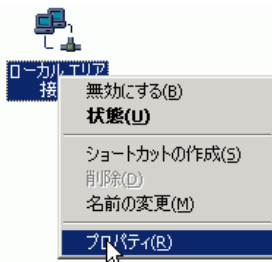 ローカル エリア
接
無効にする(B)
状態(U)
ショートカットの作成(S)
削除(D)
名前の変更(M)
プロパティ(R)